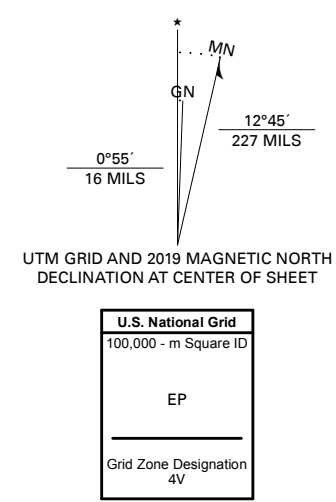 ★
MN
GN
12°45´
227 MILS
0°55´
16 MILS
UTM GRID AND 2019 MAGNETIC NORTH
DECLINATION AT CENTER OF SHEET
U.S. National Grid
100,000 - m Square ID
EP
Grid Zone Designation
4V